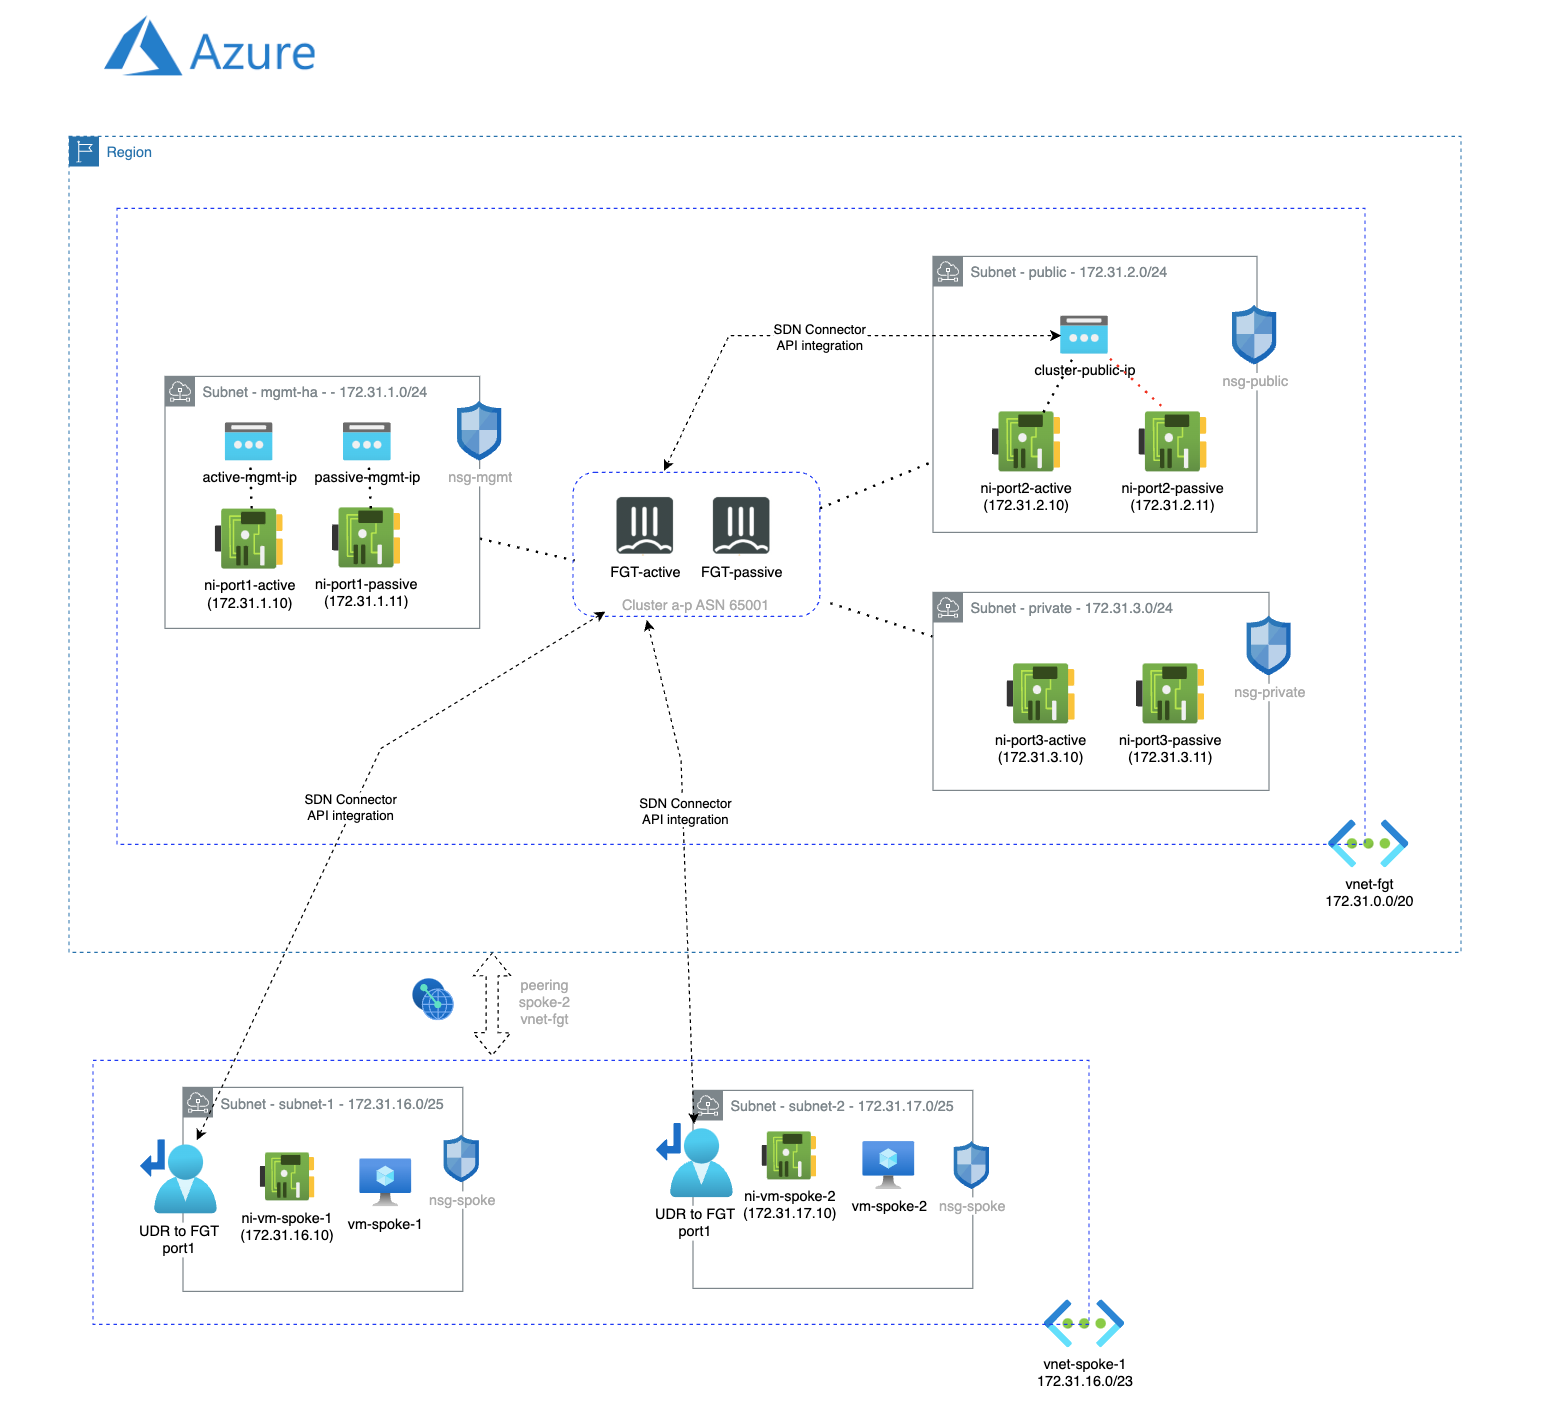 Azure
Region
Subnet - public - 172.31.2.0/24
SDN Connector
API integration
cluster-public-ip
nsg-public
Subnet - mgmt-ha - - 172.31.1.0/24
active-mgmt-ip
passive-mgmt-ip
nsg-mgmt
ni-port2-active
(172.31.2.10)
ni-port2-passive
(172.31.2.11)
ni-port1-active
(172.31.1.10)
ni-port1-passive
(172.31.1.11)
FGT-active
FGT-passive
Cluster a-p ASN 65001
Subnet - private - 172.31.3.0/24
nsg-private
ni-port3-active
(172.31.3.10)
ni-port3-passive
(172.31.3.11)
SDN Connector
API integration
SDN Connector
API integration
vnet-fgt
172.31.0.0/20
peering
spoke-2
vnet-fgt
Subnet - subnet-1 - 172.31.16.0/25
Subnet - subnet-2 - 172.31.17.0/25
UDR to FGT
port1
ni-vm-spoke-1
(172.31.16.10)
vm-spoke-1
nsg-spoke
UDR to FGT
port1
ni-vm-spoke-2
(172.31.17.10)
vm-spoke-2
nsg-spoke
vnet-spoke-1
172.31.16.0/23